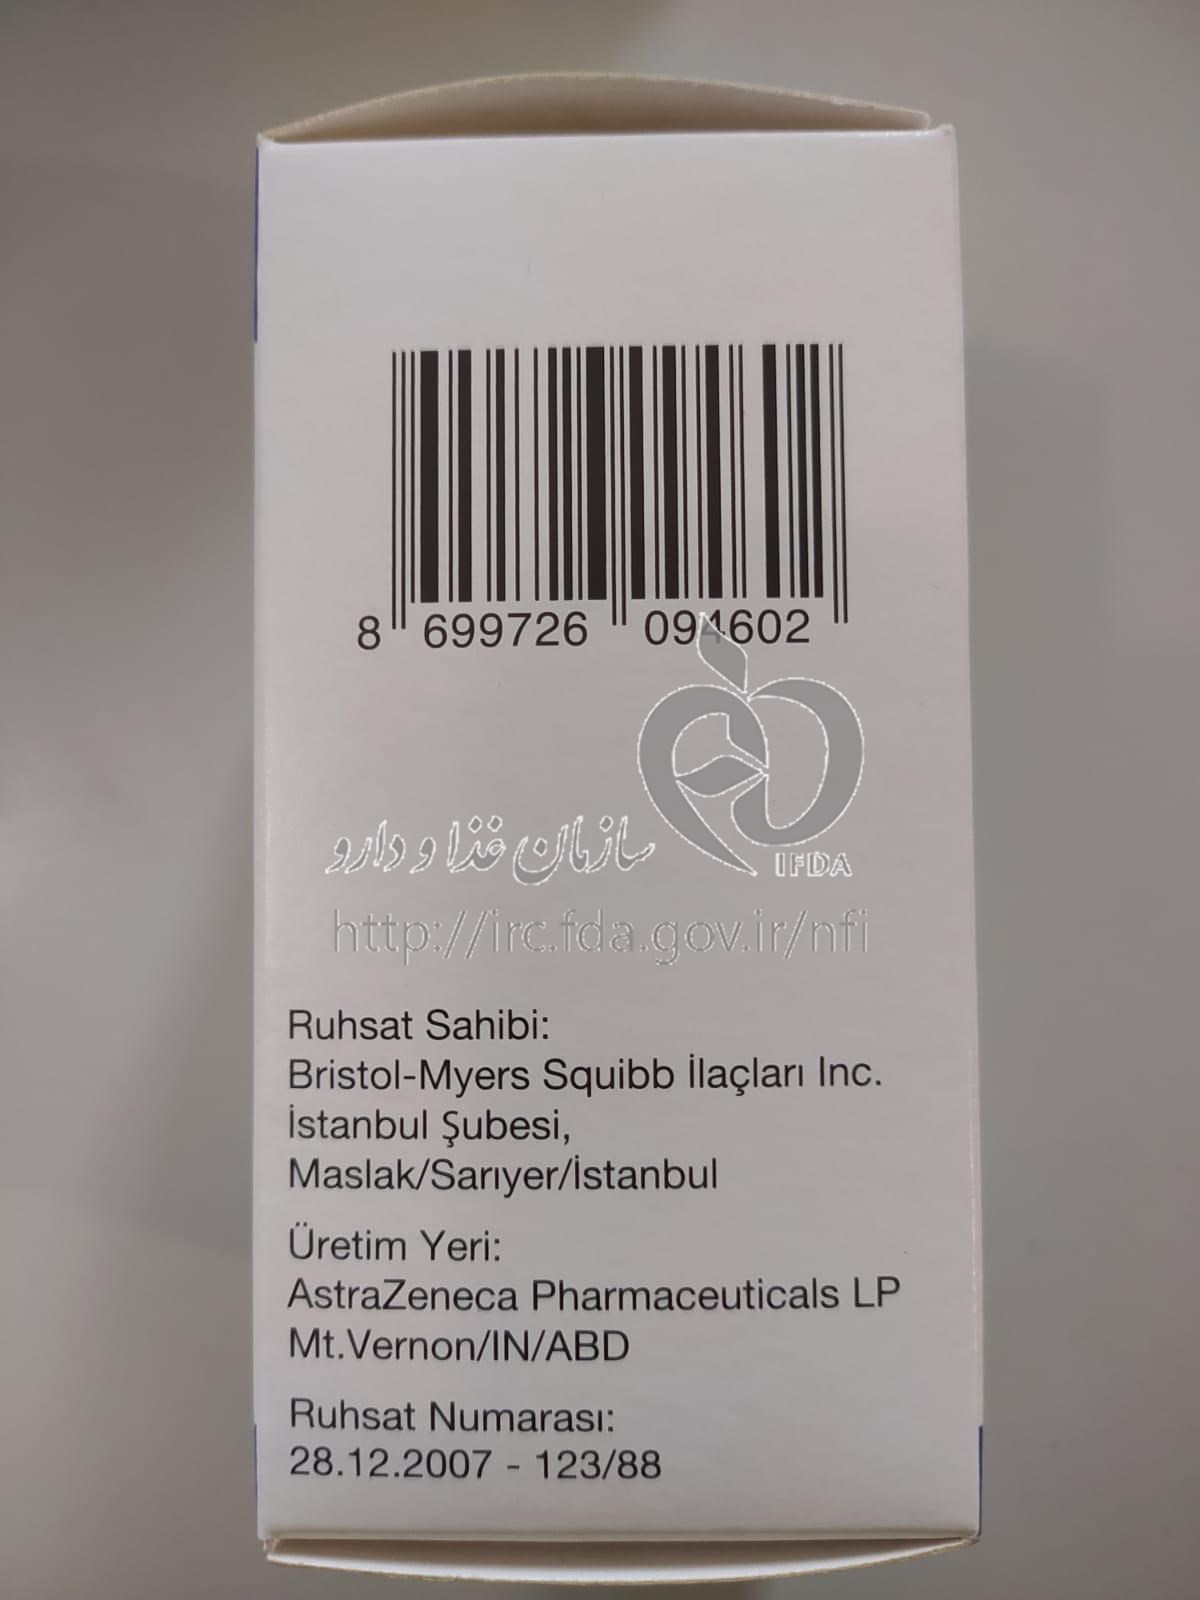 8 699726 094602
سازمان غذا و دارو
IFDA
http://irc.fda.gov.ir/nfi
Ruhsat Sahibi:
Bristol-Myers Squibb İlaçları Inc.
İstanbul Şubesi,
Maslak/Sarıyer/İstanbul
Üretim Yeri:
AstraZeneca Pharmaceuticals LP
Mt.Vernon/IN/ABD
Ruhsat Numarası:
28.12.2007 - 123/88